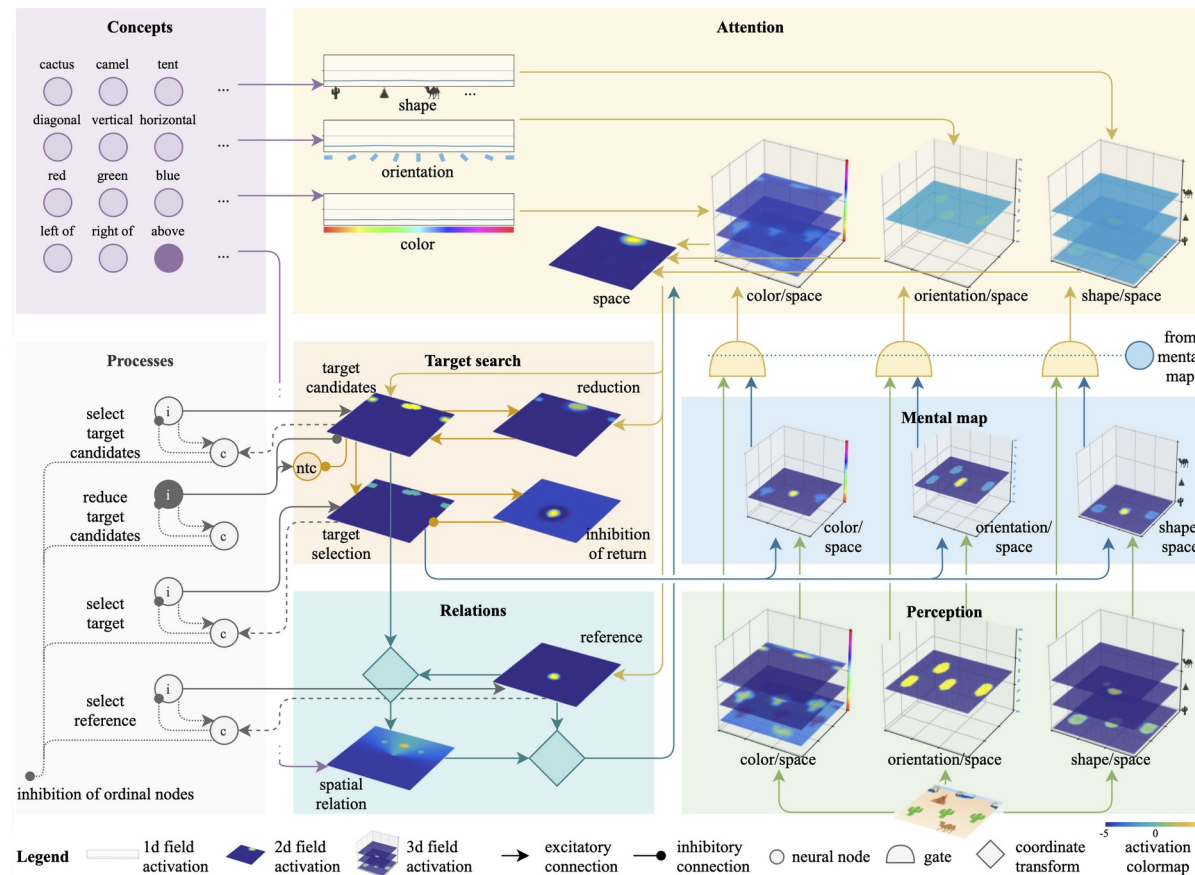 Concepts
cactus camel tent
...
diagonal vertical horizontal
...
red green blue
...
left of right of above
...
Attention
shape
...
orientation
color
space
color/space
orientation/space
shape/space
from
mental
map
Processes
select
target
candidates
i
c
reduce
target
candidates
i
c
select
target
i
c
select
reference
i
c
inhibition of ordinal nodes
Target search
target
candidates
reduction
ntc
target
selection
inhibition
of return
Mental map
color/
space
orientation/
space
shape/
space
Relations
reference
spatial
relation
Perception
color/space
orientation/space
shape/space
Legend
1d field
activation
2d field
activation
3d field
activation
excitatory
connection
inhibitory
connection
neural node
gate
coordinate
transform
-5 0
activation
colormap